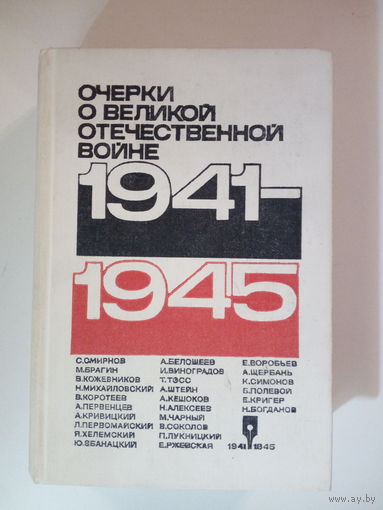 ОЧЕРКИ
О ВЕЛИКОЙ
ОТЕЧЕСТВЕННОЙ
ВОЙНЕ
1941–
1945
С.СМИРНОВ
М.БРАГИН
В.КОЖЕВНИКОВ
Н.МИХАЙЛОВСКИЙ
В.КОРОТЕЕВ
А.ПЕРВЕНЦЕВ
А.КРИВИЦКИЙ
Л.ПЕРВОМАЙСКИЙ
Я.ХЕЛЕМСКИЙ
Ю.ЗБАНАЦКИЙ
А.БЕЛОШЕЕВ
И.ВИНОГРАДОВ
Т.ТЭСС
А.ШТЕЙН
А.КЕШОКОВ
Н.АЛЕКСЕЕВ
М.ЧАРНЫЙ
В.СОКОЛОВ
П.ЛУКНИЦКИЙ
Е.РЖЕВСКАЯ
Е.ВОРОБЬЕВ
А.ЩЕРБАНЬ
К.СИМОНОВ
Б.ПОЛЕВОЙ
Е.КРИГЕР
Н.БОГДАНОВ
1941 1945
ay.by